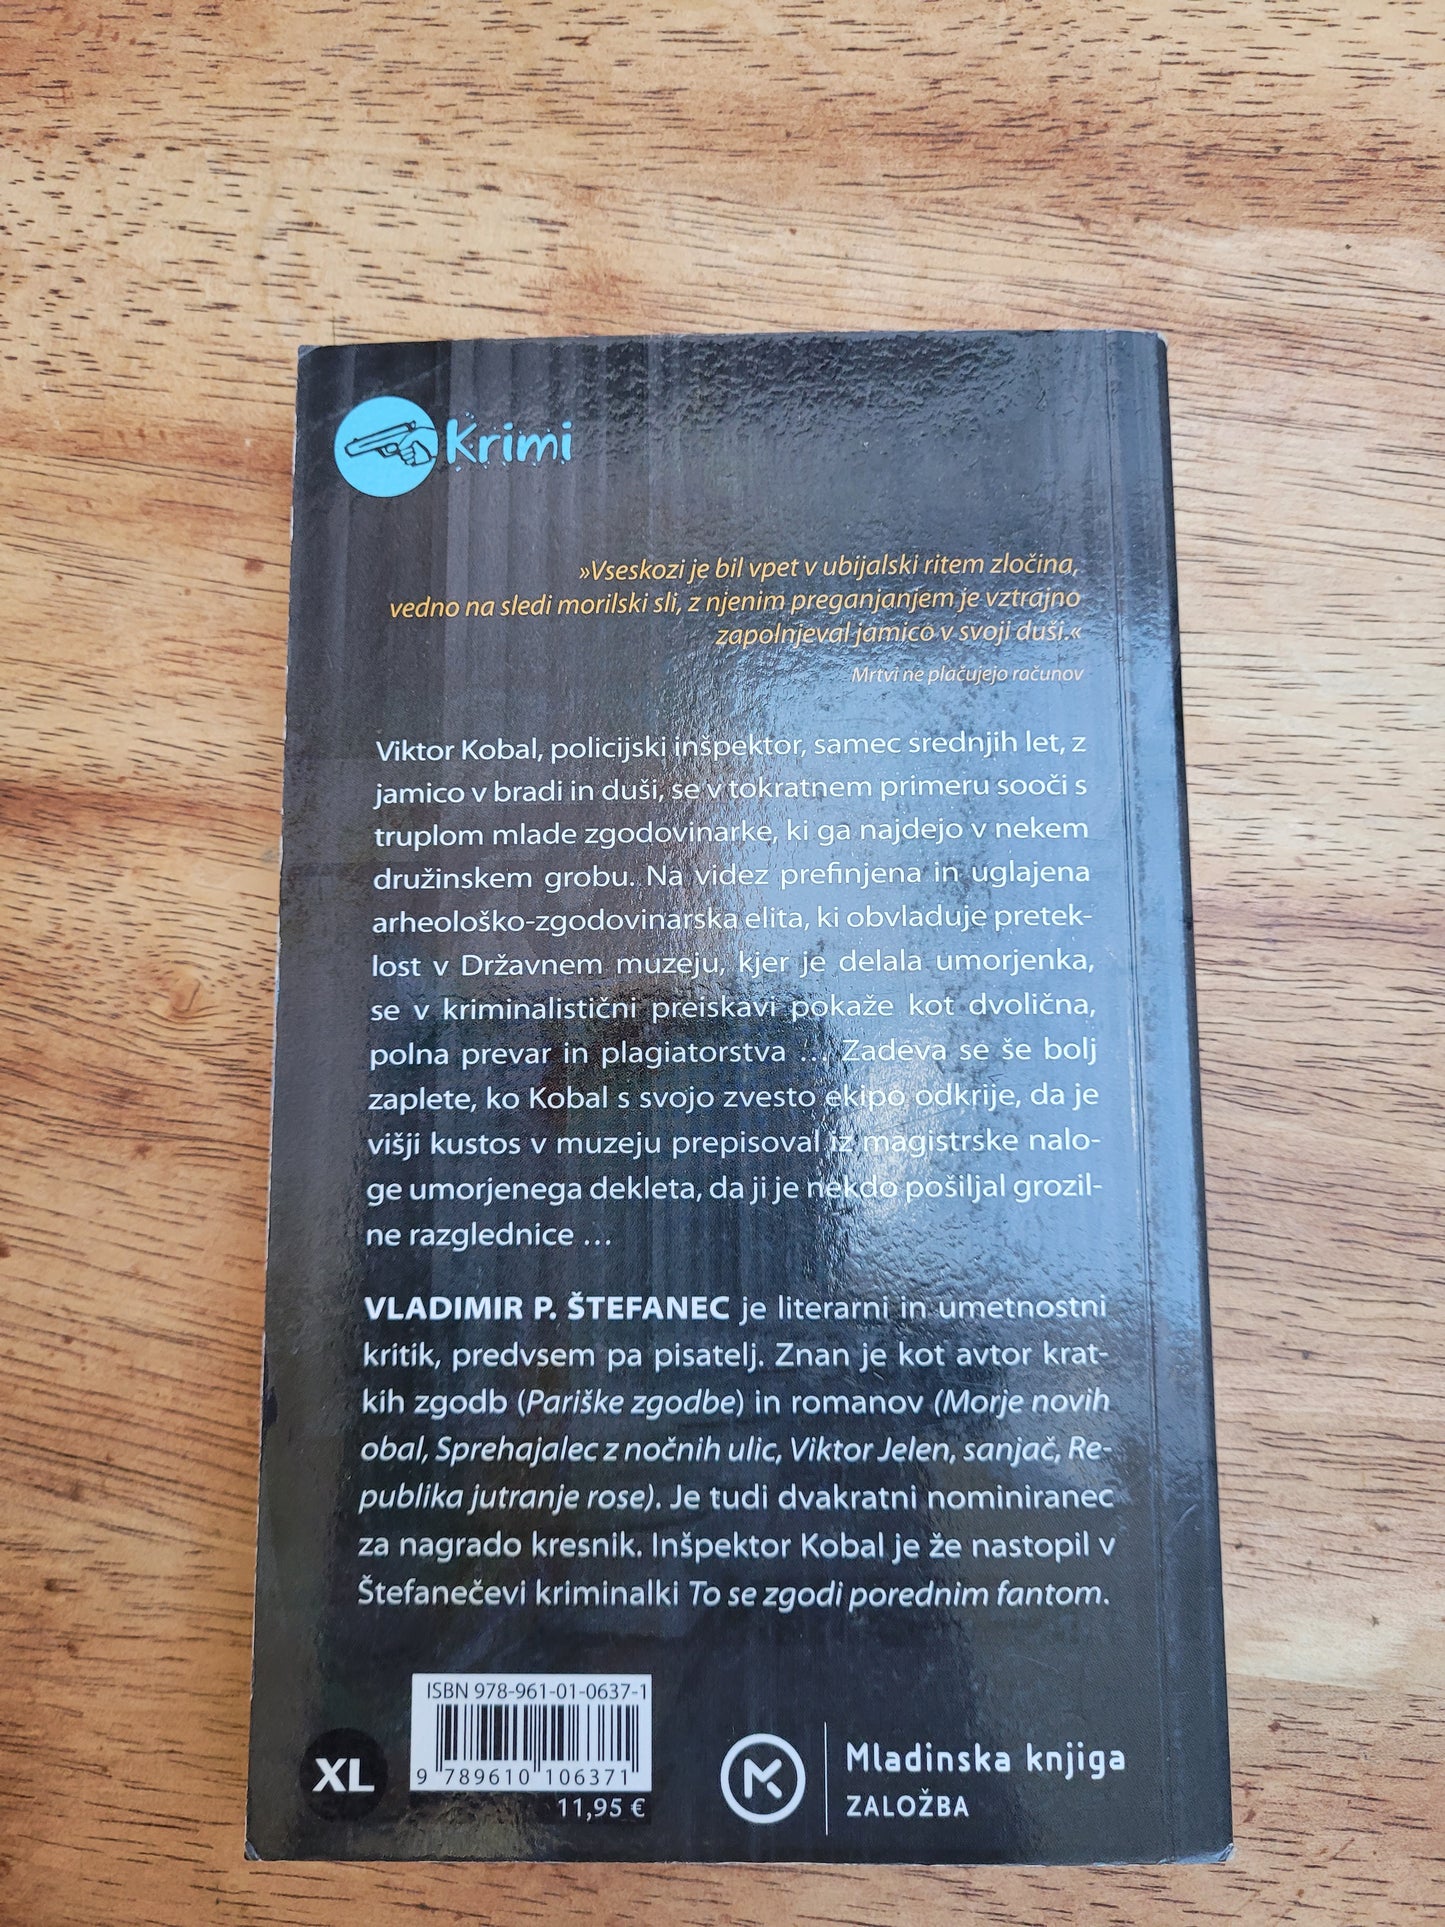 Krimi
»Vseskozi je bil vpet v ubijalski ritem zločina,
vedno na sledi morilski sli, z njenim preganjanjem je vztrajno
zapolnjeval jamico v svoji duši.«
Mrtvi ne plačujejo računov
Viktor Kobal, policijski inšpektor, samec srednjih let, z
jamico v bradi in duši, se v tokratnem primeru sooči s
truplom mlade zgodovinarke, ki ga najdejo v nekem
družinskem grobu. Na videz prefinjena in uglajena
arheološko-zgodovinarska elita, ki obvladuje pretek-
lost v Državnem muzeju, kjer je delala umorjenka,
se v kriminalistični preiskavi pokaže kot dvolična,
polna prevar in plagiatorstva ... Zadeva se še bolj
zaplete, ko Kobal s svojo zvesto ekipo odkrije, da je
višji kustos v muzeju prepisoval iz magistrske nalo-
ge umorjenega dekleta, da ji je nekdo pošiljal grozil-
ne razglednice ...
VLADIMIR P. ŠTEFANEC je literarni in umetnostni
kritik, predvsem pa pisatelj. Znan je kot avtor krat-
kih zgodb (Pariške zgodbe) in romanov (Morje novih
obal, Sprehajalec z nočnih ulic, Viktor Jelen, sanjač, Re-
publika jutranje rose). Je tudi dvakratni nominiranec
za nagrado kresnik. Inšpektor Kobal je že nastopil v
Štefanečevi kriminalki To se zgodi porednim fantom.
ISBN 978-961-01-0637-1
9 789610 106371
11,95 €
XL
Mladinska knjiga
ZALOŽBA